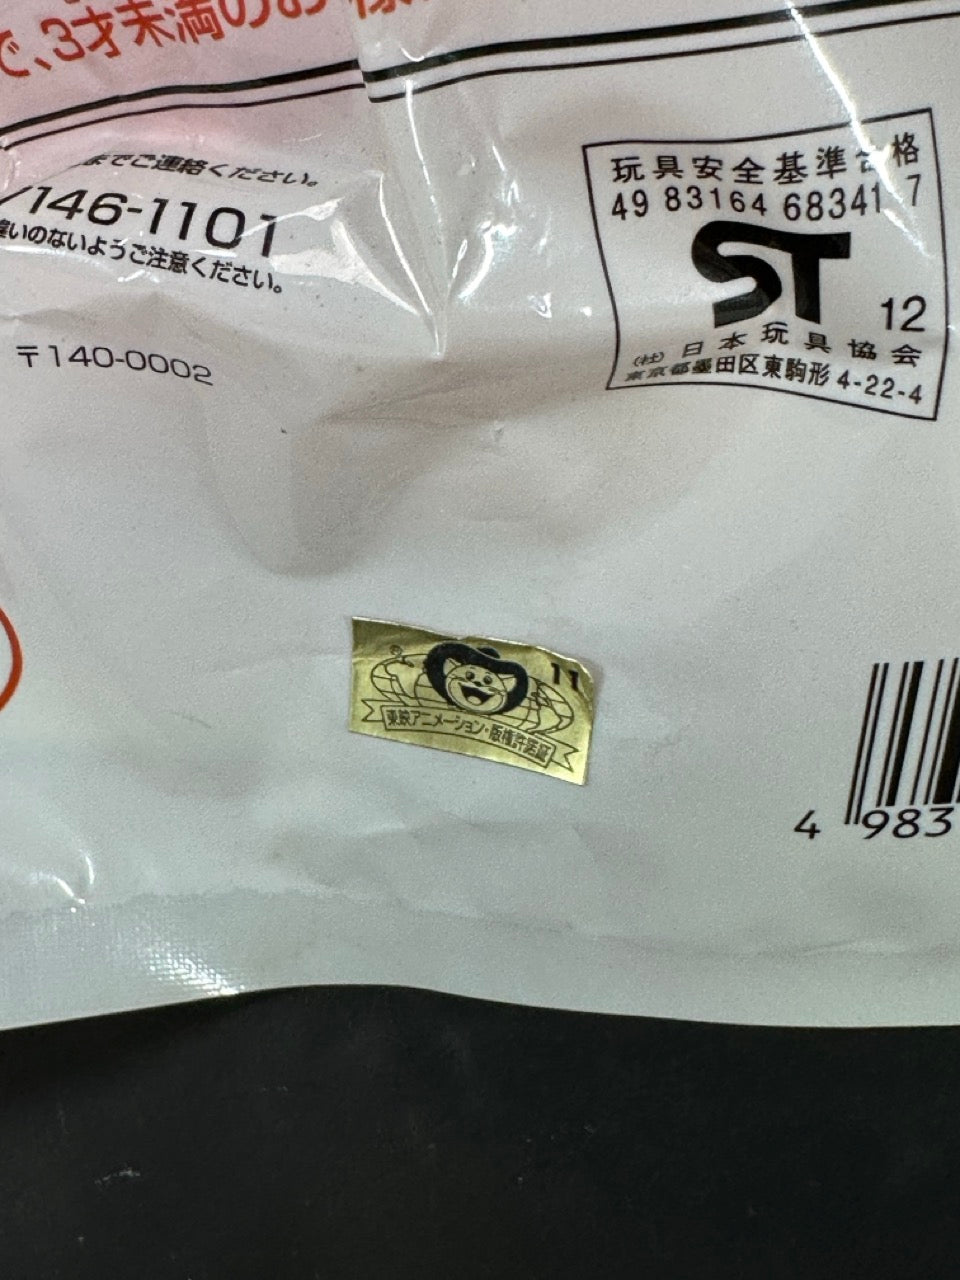 で、3才未満のお
までご連絡ください。
146-1101
違いのないようご注意ください。
〒140-0002
玩具安全基準合格
49 83164 68341 7
ST
12
(社)日本玩具協会
東京都墨田区東駒形 4-22-4
11
東映アニメーション・版権許諾証
4 983